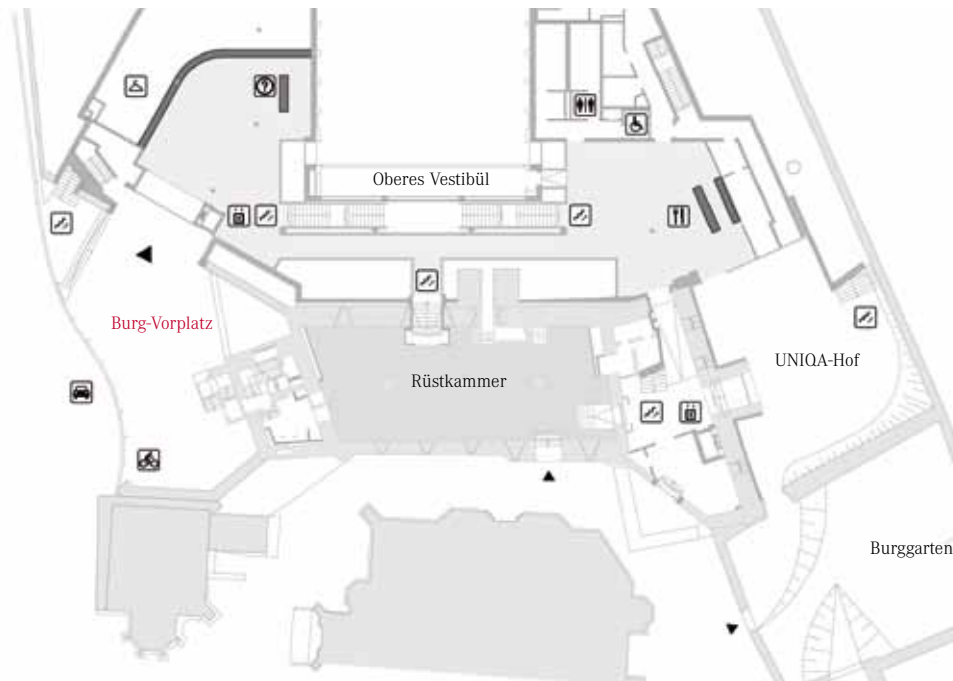 Oberes Vestibül
Burg-Vorplatz
UNIQA-Hof
Rüstkammer
Burggarten